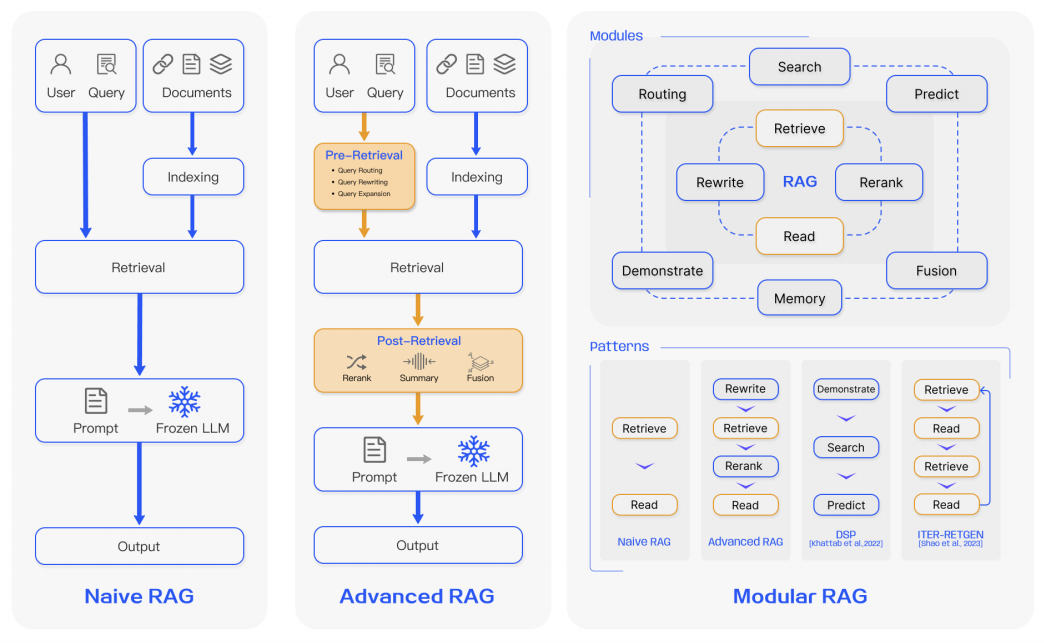 User Query
Documents
Indexing
Retrieval
Prompt
Frozen LLM
Output
Naive RAG
User Query
Documents
Pre-Retrieval
• Query Routing
• Query Rewriting
• Query Expansion
Indexing
Retrieval
Post-Retrieval
Rerank
Summary
Fusion
Prompt
Frozen LLM
Output
Advanced RAG
Modules
Search
Routing
Predict
Retrieve
Rewrite
RAG
Rerank
Read
Demonstrate
Fusion
Memory
Patterns
Retrieve
Read
Naive RAG
Rewrite
Retrieve
Rerank
Read
Advanced RAG
Demonstrate
Search
Predict
DSP
[Khattab et al.,2022]
Retrieve
Read
Retrieve
Read
ITER-RETGEN
[Shao et al., 2023]
Modular RAG